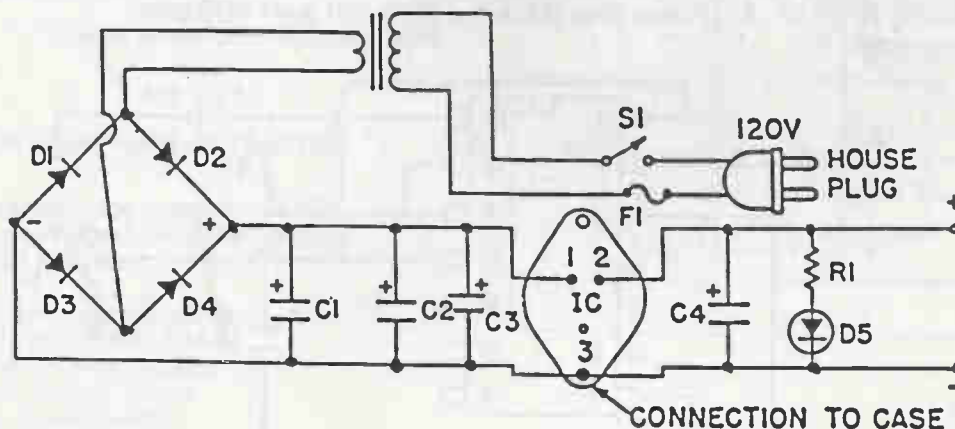 S1
120V
HOUSE
PLUG
F1
D1
D2
-
+
D3
D4
+
C1
+
C2
+
C3
1 2
IC
3
+
C4
R1
D5
+
-
CONNECTION TO CASE